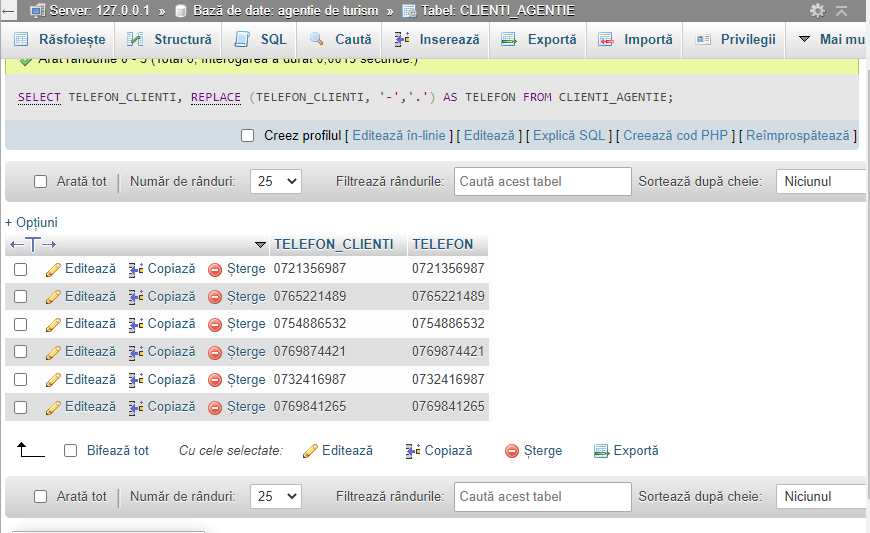 Server: 127.0.0.1 » Bază de date: agentie de turism » Tabel: CLIENTI_AGENTIE
Răsfoiește Structură SQL Caută Inserează Exportă Importă Privilegii Mai mu
Arăt rândurile 0 - 5 (Total 6, Interogarea a durat 0,0015 secunde.)
SELECT TELEFON_CLIENTI, REPLACE (TELEFON_CLIENTI, '-','.') AS TELEFON FROM CLIENTI_AGENTIE;
Creez profilul [ Editează în-linie ] [ Editează ] [ Explică SQL ] [ Creează cod PHP ] [ Reîmprospătează ]
Arată tot Număr de rânduri: 25 Filtrează rândurile: Caută acest tabel Sortează după cheie: Niciunul
+ Opțiuni
TELEFON_CLIENTI TELEFON
Editează Copiază Șterge 0721356987 0721356987
Editează Copiază Șterge 0765221489 0765221489
Editează Copiază Șterge 0754886532 0754886532
Editează Copiază Șterge 0769874421 0769874421
Editează Copiază Șterge 0732416987 0732416987
Editează Copiază Șterge 0769841265 0769841265
Bifează tot Cu cele selectate: Editează Copiază Șterge Exportă
Arată tot Număr de rânduri: 25 Filtrează rândurile: Caută acest tabel Sortează după cheie: Niciunul